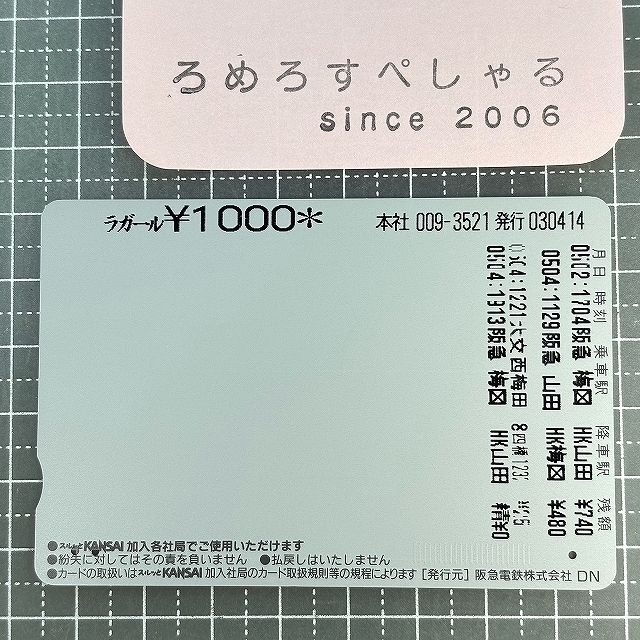 ろめろすぺしゃる
since 2006
ラガール¥1000* 本社 009-3521 発行 030414
月日 時刻 乗車駅 降車駅 残額
0502:1704阪急 梅田 HK山田 ¥740
0504:1129阪急 山田 HK梅田 ¥480
0504:1221大交 西梅田 四橋
0504:1913阪急 梅田 HK山田 精¥0
●スルッとKANSAI 加入各社局でご使用いただけます
●紛失に対してはその責を負いません ●払戻しはいたしません
●カードの取扱いはスルッとKANSAI 加入社局のカード取扱規則等の規程によります [発行元] 阪急電鉄株式会社 DN